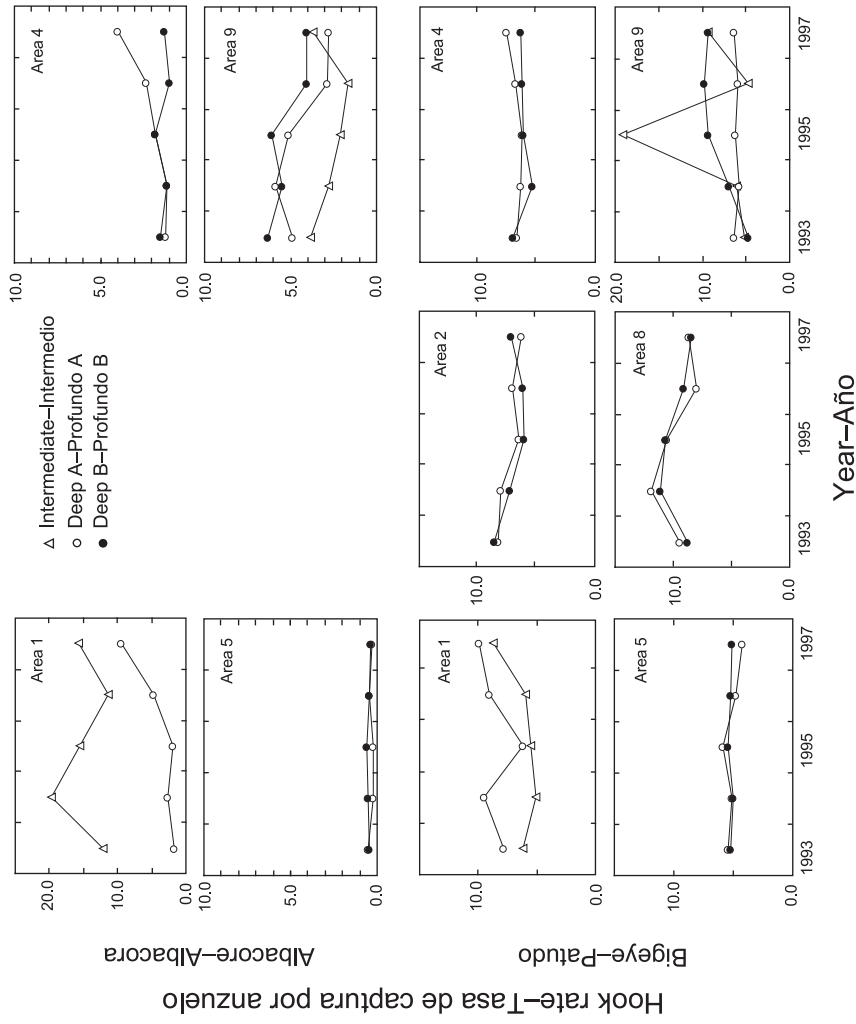 Hook rate–Tasa de captura por anzuelo
Albacore–Albacora
Area 1
20.0
10.0
0.0
Intermediate–Intermedio
Deep A–Profundo A
Deep B–Profundo B
Area 4
10.0
5.0
0.0
Area 5
5.0
0.0
Area 9
10.0
5.0
0.0
Bigeye–Patudo
Area 1
10.0
0.0
Area 2
10.0
0.0
Area 4
10.0
0.0
Area 5
10.0
0.0
1993 1995 1997
Area 8
10.0
0.0
1993 1995 1997
Area 9
20.0
10.0
0.0
1993 1995 1997
Year–Año